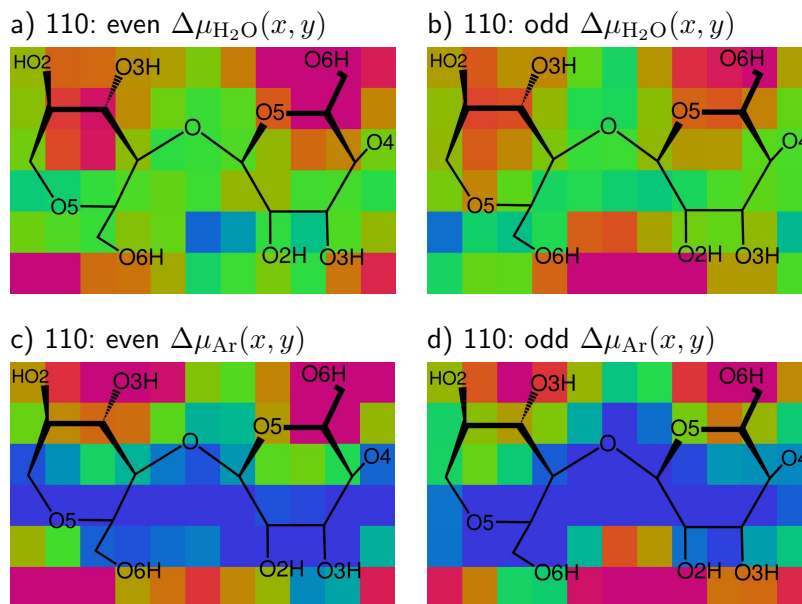 a) 110: even Δμ_H₂O(x, y)
b) 110: odd Δμ_H₂O(x, y)
HO2 O3H O6H O5 O O4 O5 O6H O2H O3H
HO2 O3H O6H O5 O O4 O5 O6H O2H O3H
c) 110: even Δμ_Ar(x, y)
d) 110: odd Δμ_Ar(x, y)
HO2 O3H O6H O5 O O4 O5 O6H O2H O3H
HO2 O3H O6H O5 O O4 O5 O6H O2H O3H